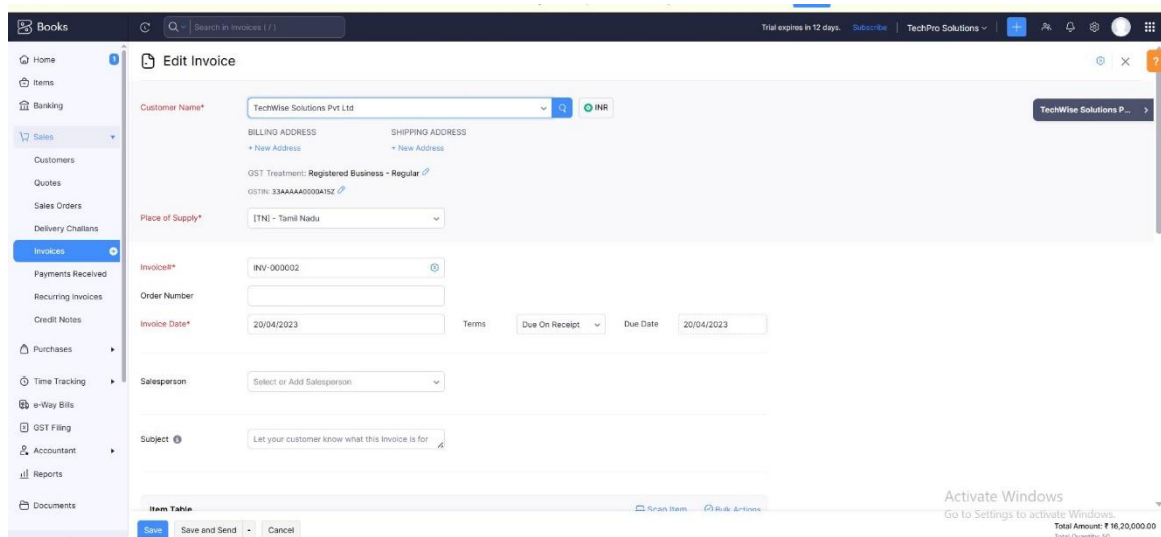 Books
Search in Invoices ( / )
Trial expires in 12 days. Subscribe TechPro Solutions
Home 1
Items
Banking
Sales
Customers
Quotes
Sales Orders
Delivery Challans
Invoices
Payments Received
Recurring Invoices
Credit Notes
Purchases
Time Tracking
e-Way Bills
GST Filing
Accountant
Reports
Documents
Edit Invoice
?
Customer Name*
TechWise Solutions Pvt Ltd
INR
TechWise Solutions P...
BILLING ADDRESS SHIPPING ADDRESS
+ New Address + New Address
GST Treatment: Registered Business - Regular
GSTIN: 33AAAAA0000A15Z
Place of Supply*
[TN] - Tamil Nadu
Invoice#*
INV-000002
Order Number
Invoice Date*
20/04/2023
Terms
Due On Receipt
Due Date
20/04/2023
Salesperson
Select or Add Salesperson
Subject
Let your customer know what this Invoice is for
Item Table
Scan Item Bulk Actions
Activate Windows
Go to Settings to activate Windows.
Save Save and Send Cancel
Total Amount: ₹ 16,20,000.00
Total Quantity: 50